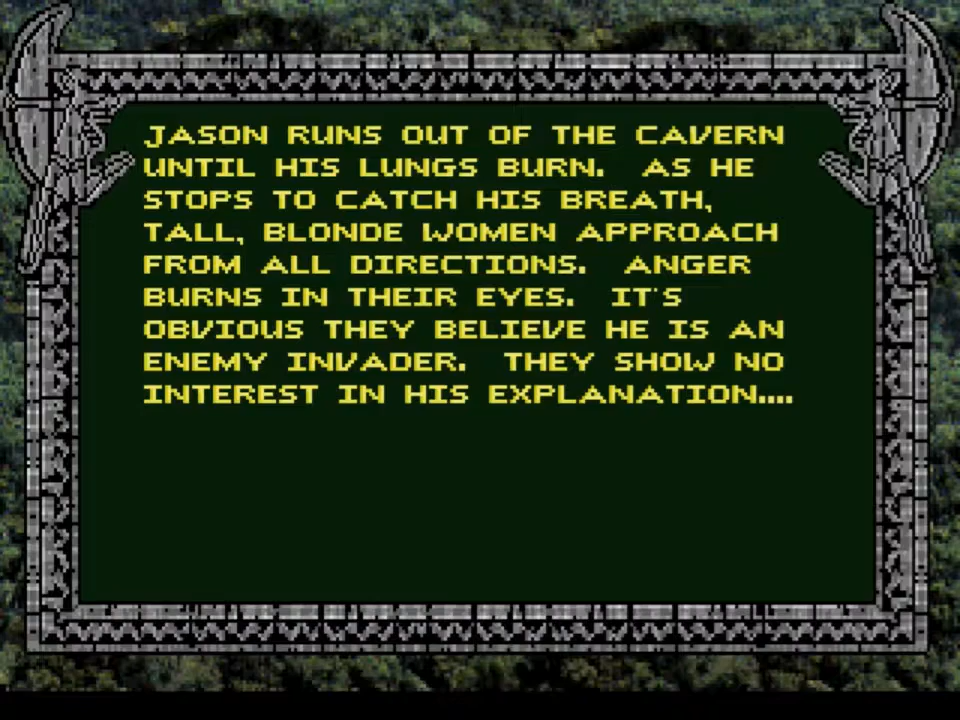 JASON RUNS OUT OF THE CAVERN
UNTIL HIS LUNGS BURN.  AS HE
STOPS TO CATCH HIS BREATH,
TALL, BLONDE WOMEN APPROACH
FROM ALL DIRECTIONS.  ANGER
BURNS IN THEIR EYES.  IT'S
OBVIOUS THEY BELIEVE HE IS AN
ENEMY INVADER.  THEY SHOW NO
INTEREST IN HIS EXPLANATION....